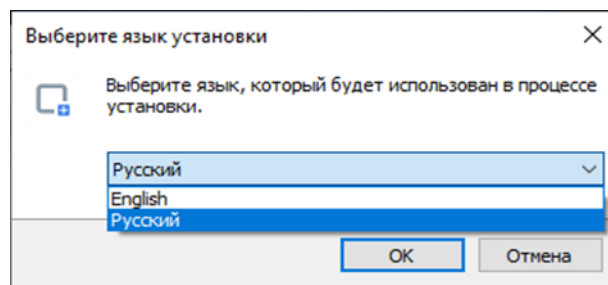 Выберите язык установки
Выберите язык, который будет использован в процессе
установки.
Русский
English
Русский
OK
Отмена